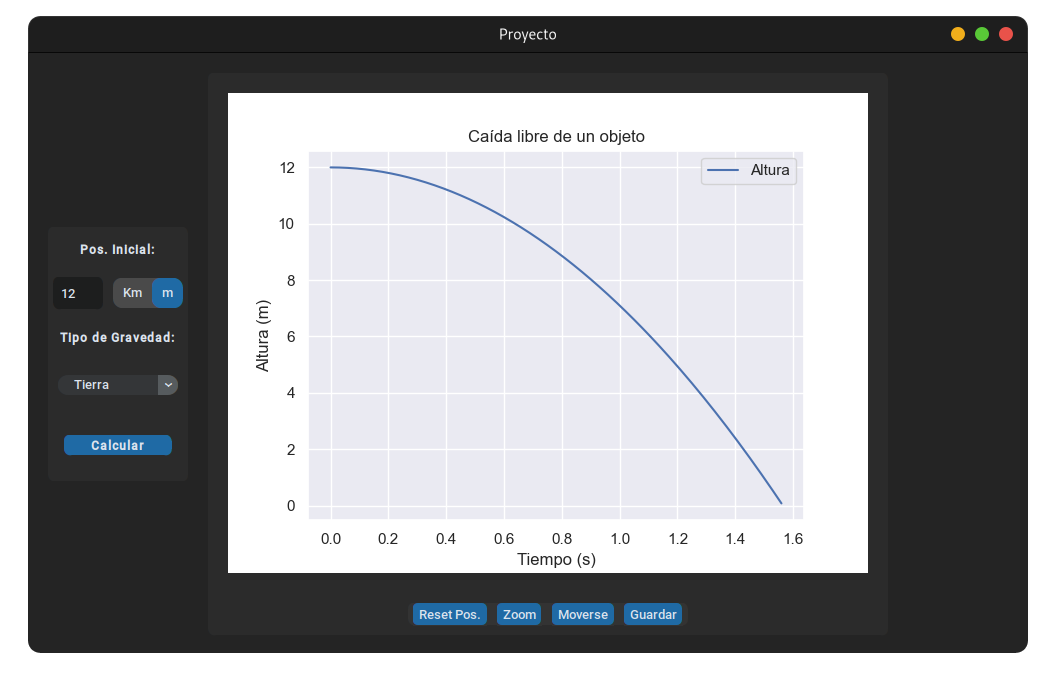 Proyecto
Pos. Inicial:
12
Km
m
Tipo de Gravedad:
Tierra
Calcular
Caída libre de un objeto
Altura
Altura (m)
12
10
8
6
4
2
0
0.0 0.2 0.4 0.6 0.8 1.0 1.2 1.4 1.6
Tiempo (s)
Reset Pos. Zoom Moverse Guardar